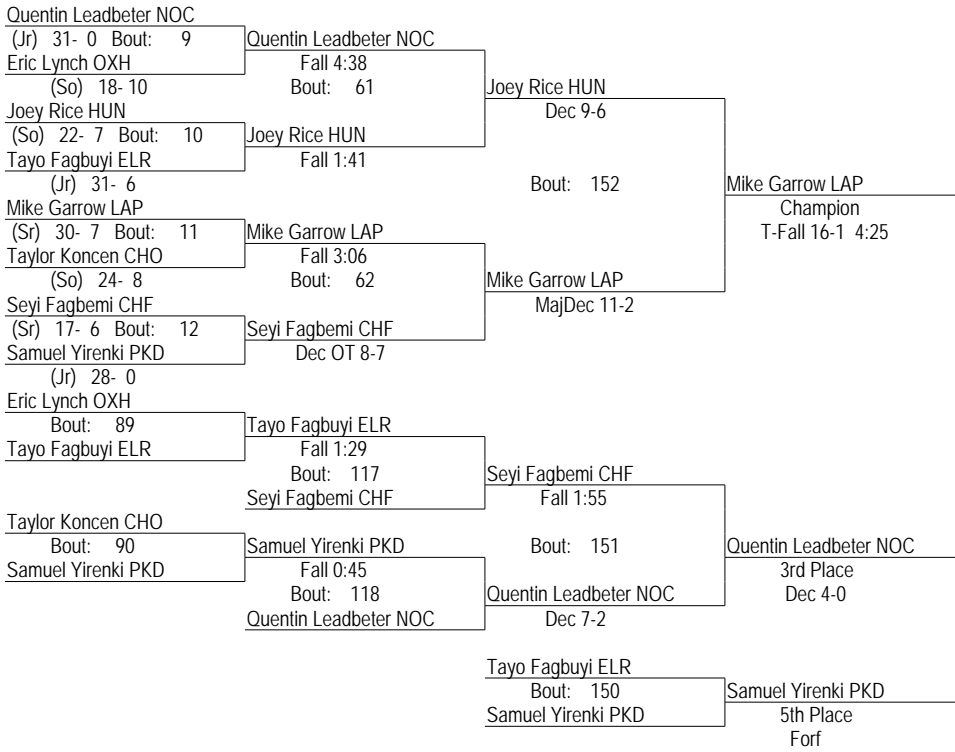 Quentin Leadbeter NOC
(Jr) 31- 0 Bout: 9 Quentin Leadbeter NOC
Eric Lynch OXH Fall 4:38
(So) 18- 10 Bout: 61 Joey Rice HUN
Joey Rice HUN Dec 9-6
(So) 22- 7 Bout: 10 Joey Rice HUN
Tayo Fagbuyi ELR Fall 1:41
(Jr) 31- 6 Bout: 152 Mike Garrow LAP
Mike Garrow LAP Champion
(Sr) 30- 7 Bout: 11 Mike Garrow LAP T-Fall 16-1 4:25
Taylor Koncen CHO Fall 3:06
(So) 24- 8 Bout: 62 Mike Garrow LAP
Seyi Fagbemi CHF MajDec 11-2
(Sr) 17- 6 Bout: 12 Seyi Fagbemi CHF
Samuel Yirenki PKD Dec OT 8-7
(Jr) 28- 0
Eric Lynch OXH
Bout: 89 Tayo Fagbuyi ELR
Tayo Fagbuyi ELR Fall 1:29
Bout: 117 Seyi Fagbemi CHF
Seyi Fagbemi CHF Fall 1:55
Taylor Koncen CHO
Bout: 90 Samuel Yirenki PKD Bout: 151 Quentin Leadbeter NOC
Samuel Yirenki PKD Fall 0:45 3rd Place
Bout: 118 Quentin Leadbeter NOC Dec 4-0
Quentin Leadbeter NOC Dec 7-2
Tayo Fagbuyi ELR
Bout: 150 Samuel Yirenki PKD
Samuel Yirenki PKD 5th Place
Forf